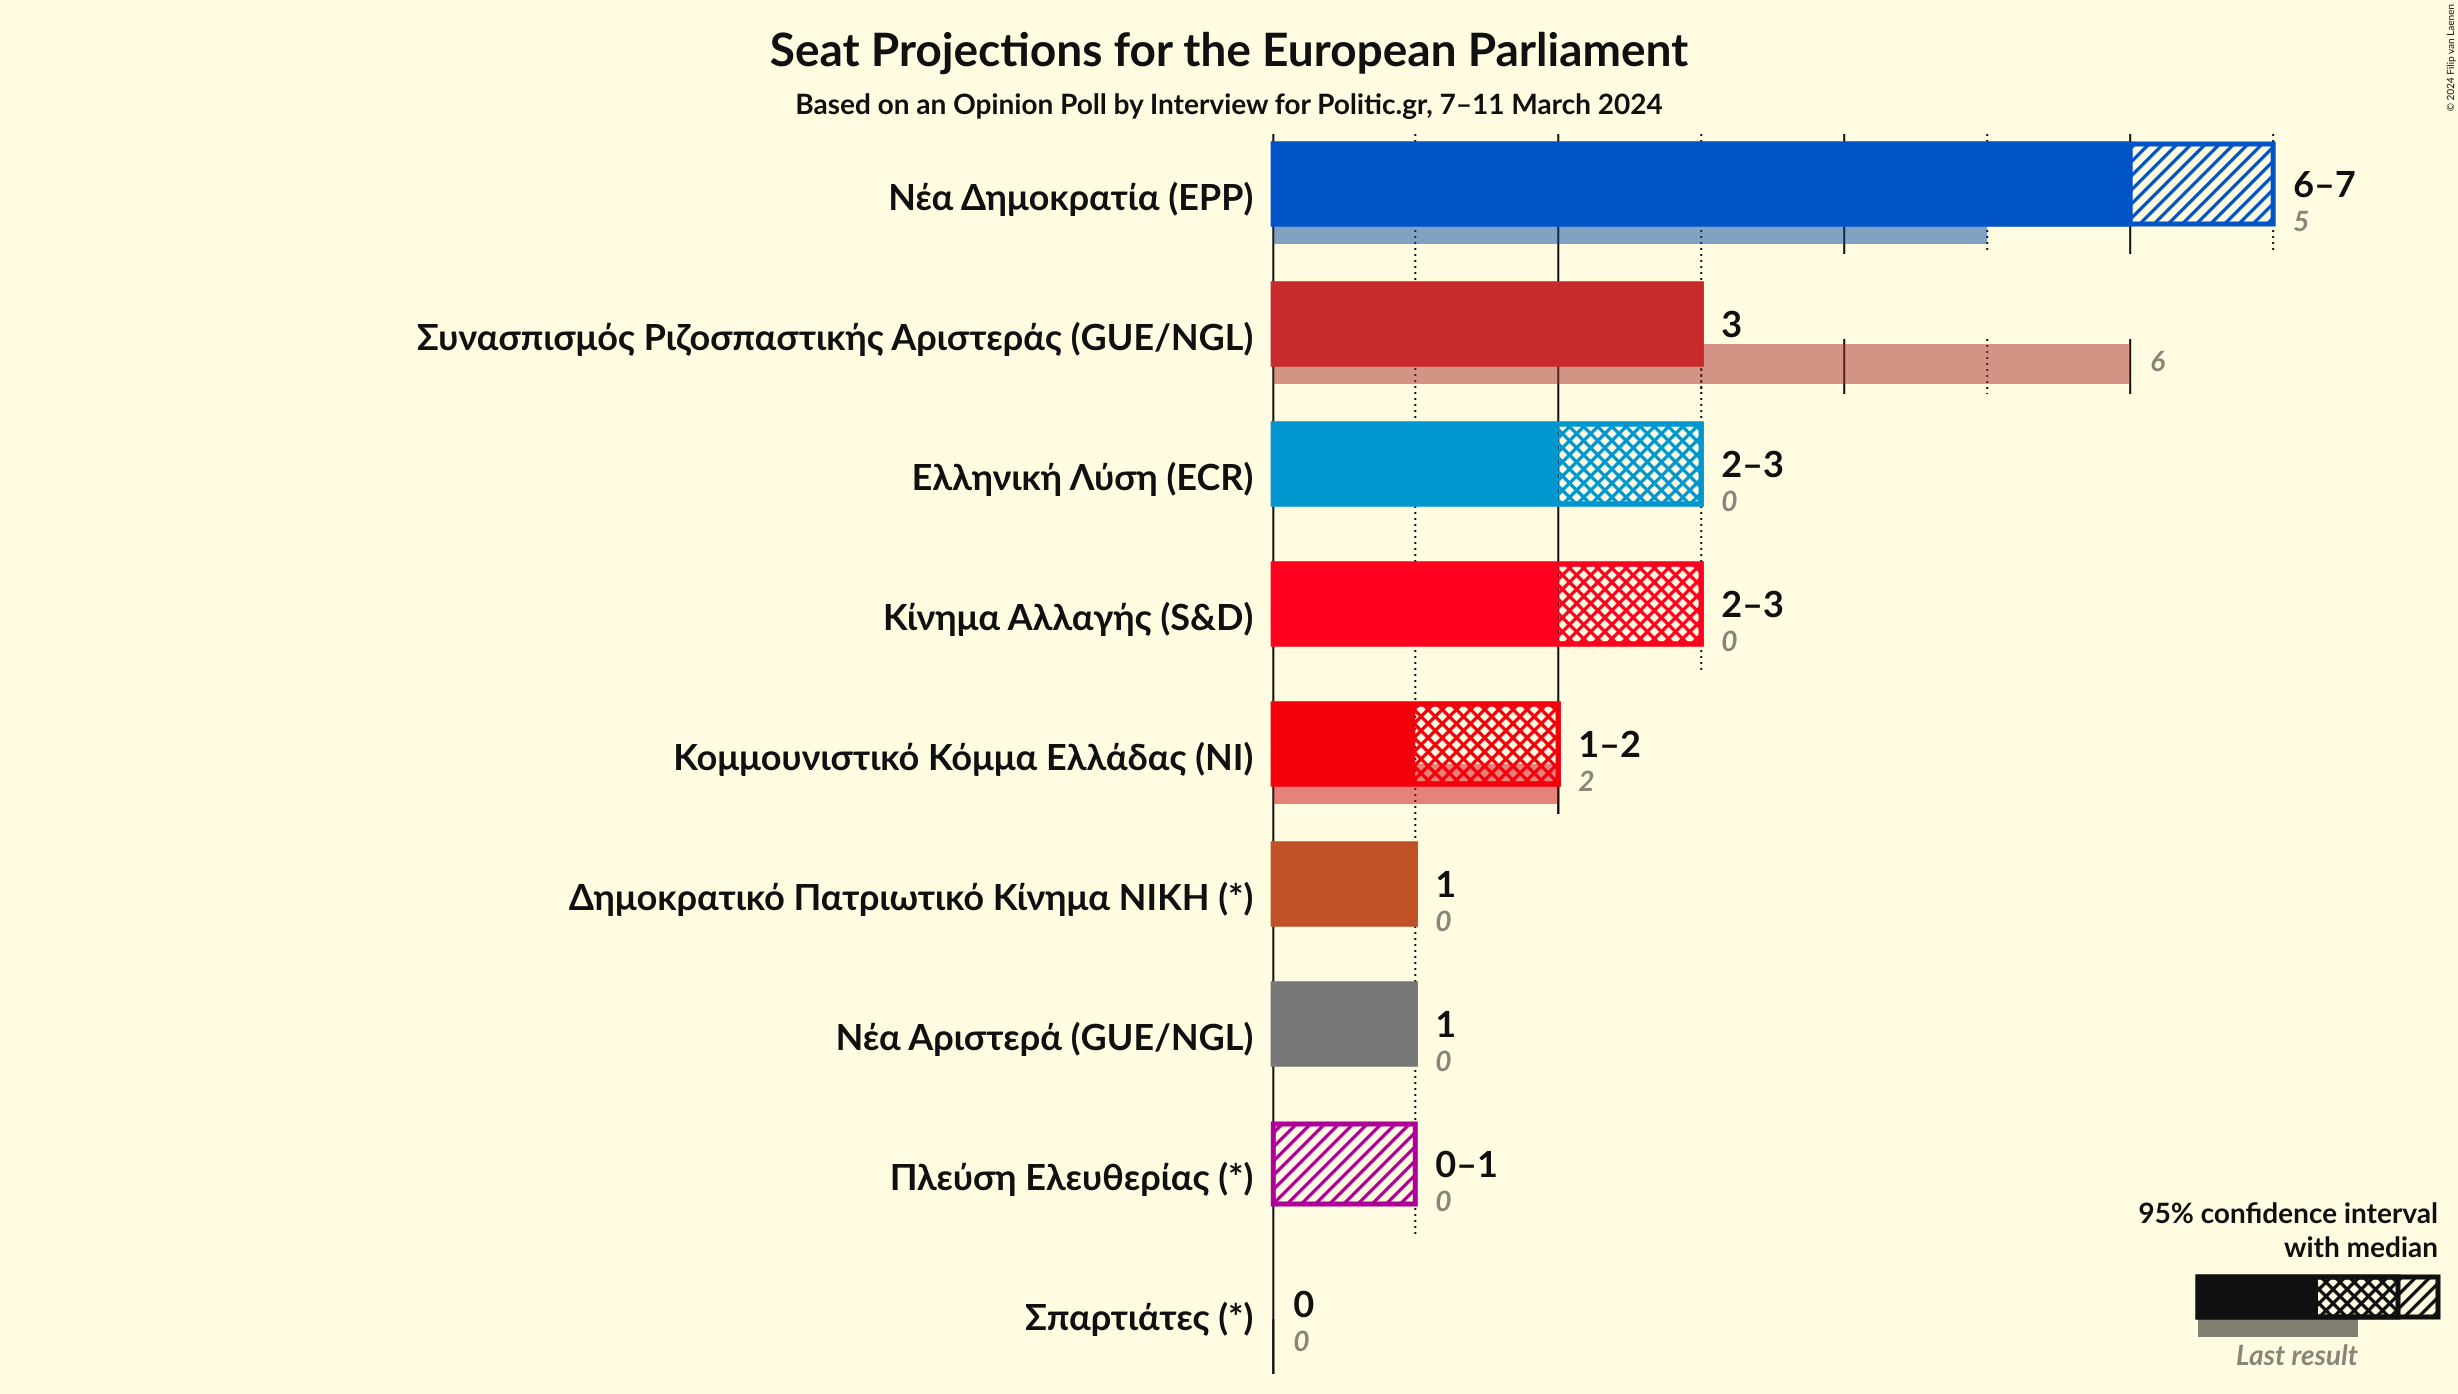 Seat Projections for the European Parliament
Based on an Opinion Poll by Interview for Politic.gr, 7–11 March 2024
© 2024 Filip van Laenen
Νέα Δημοκρατία (EPP)
6–7
5
Συνασπισμός Ριζοσπαστικής Αριστεράς (GUE/NGL)
3
6
Ελληνική Λύση (ECR)
2–3
0
Κίνημα Αλλαγής (S&D)
2–3
0
Κομμουνιστικό Κόμμα Ελλάδας (NI)
1–2
2
Δημοκρατικό Πατριωτικό Κίνημα ΝΙΚΗ (*)
1
0
Νέα Αριστερά (GUE/NGL)
1
0
Πλεύση Ελευθερίας (*)
0–1
0
Σπαρτιάτες (*)
0
0
95% confidence interval
with median
Last result